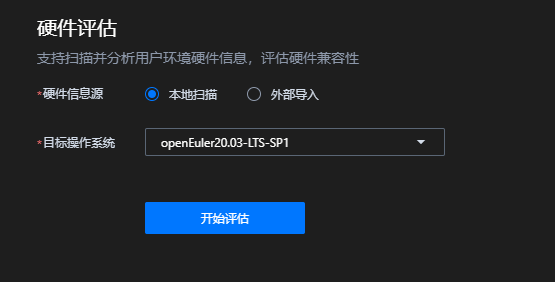 硬件评估
支持扫描并分析用户环境硬件信息，评估硬件兼容性
*硬件信息源 本地扫描 外部导入
*目标操作系统 openEuler20.03-LTS-SP1
开始评估